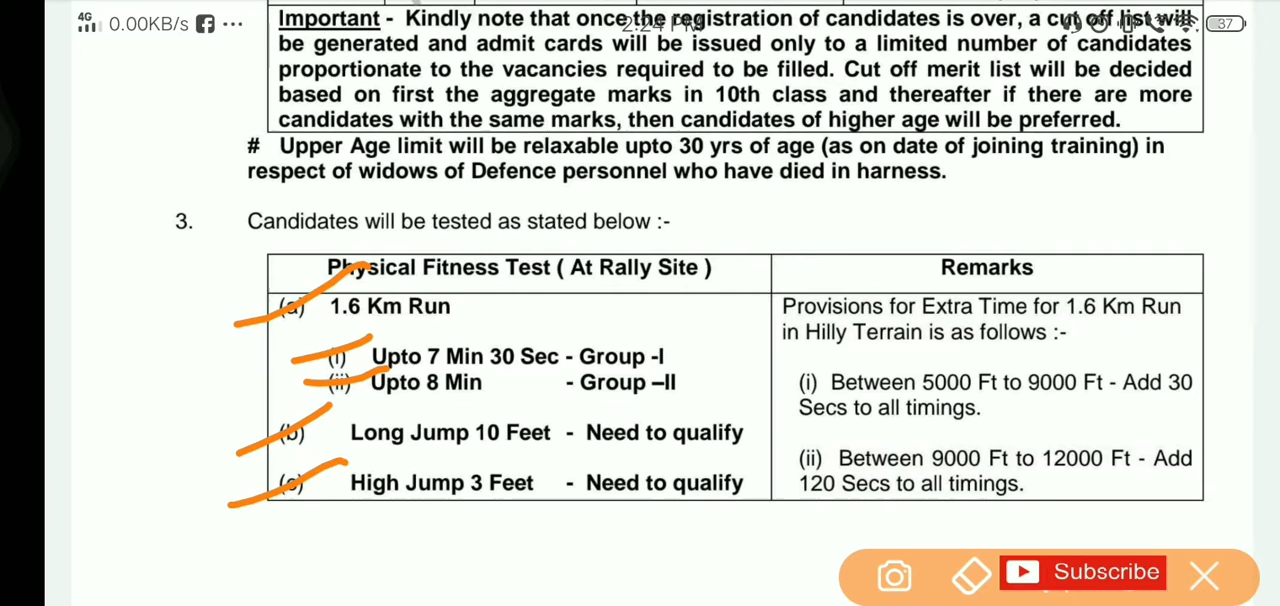 4G 0.00KB/s ... 2:24 PM 37
Important - Kindly note that once the registration of candidates is over, a cut off list will
be generated and admit cards will be issued only to a limited number of candidates
proportionate to the vacancies required to be filled. Cut off merit list will be decided
based on first the aggregate marks in 10th class and thereafter if there are more
candidates with the same marks, then candidates of higher age will be preferred.
# Upper Age limit will be relaxable upto 30 yrs of age (as on date of joining training) in
respect of widows of Defence personnel who have died in harness.
3. Candidates will be tested as stated below :-
Physical Fitness Test ( At Rally Site )
Remarks
(a) 1.6 Km Run
(i) Upto 7 Min 30 Sec - Group -I
(ii) Upto 8 Min - Group –II
(b) Long Jump 10 Feet - Need to qualify
(c) High Jump 3 Feet - Need to qualify
Provisions for Extra Time for 1.6 Km Run
in Hilly Terrain is as follows :-
(i) Between 5000 Ft to 9000 Ft - Add 30
Secs to all timings.
(ii) Between 9000 Ft to 12000 Ft - Add
120 Secs to all timings.
Subscribe